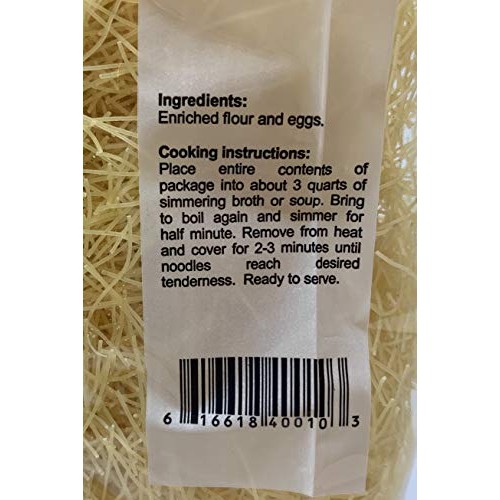 Ingredients:
Enriched flour and eggs.
Cooking instructions:
Place entire contents of
package into about 3 quarts of
simmering broth or soup. Bring
to boil again and simmer for
half minute. Remove from heat
and cover for 2-3 minutes until
noodles reach desired
tenderness. Ready to serve.
6 16618 40010 3